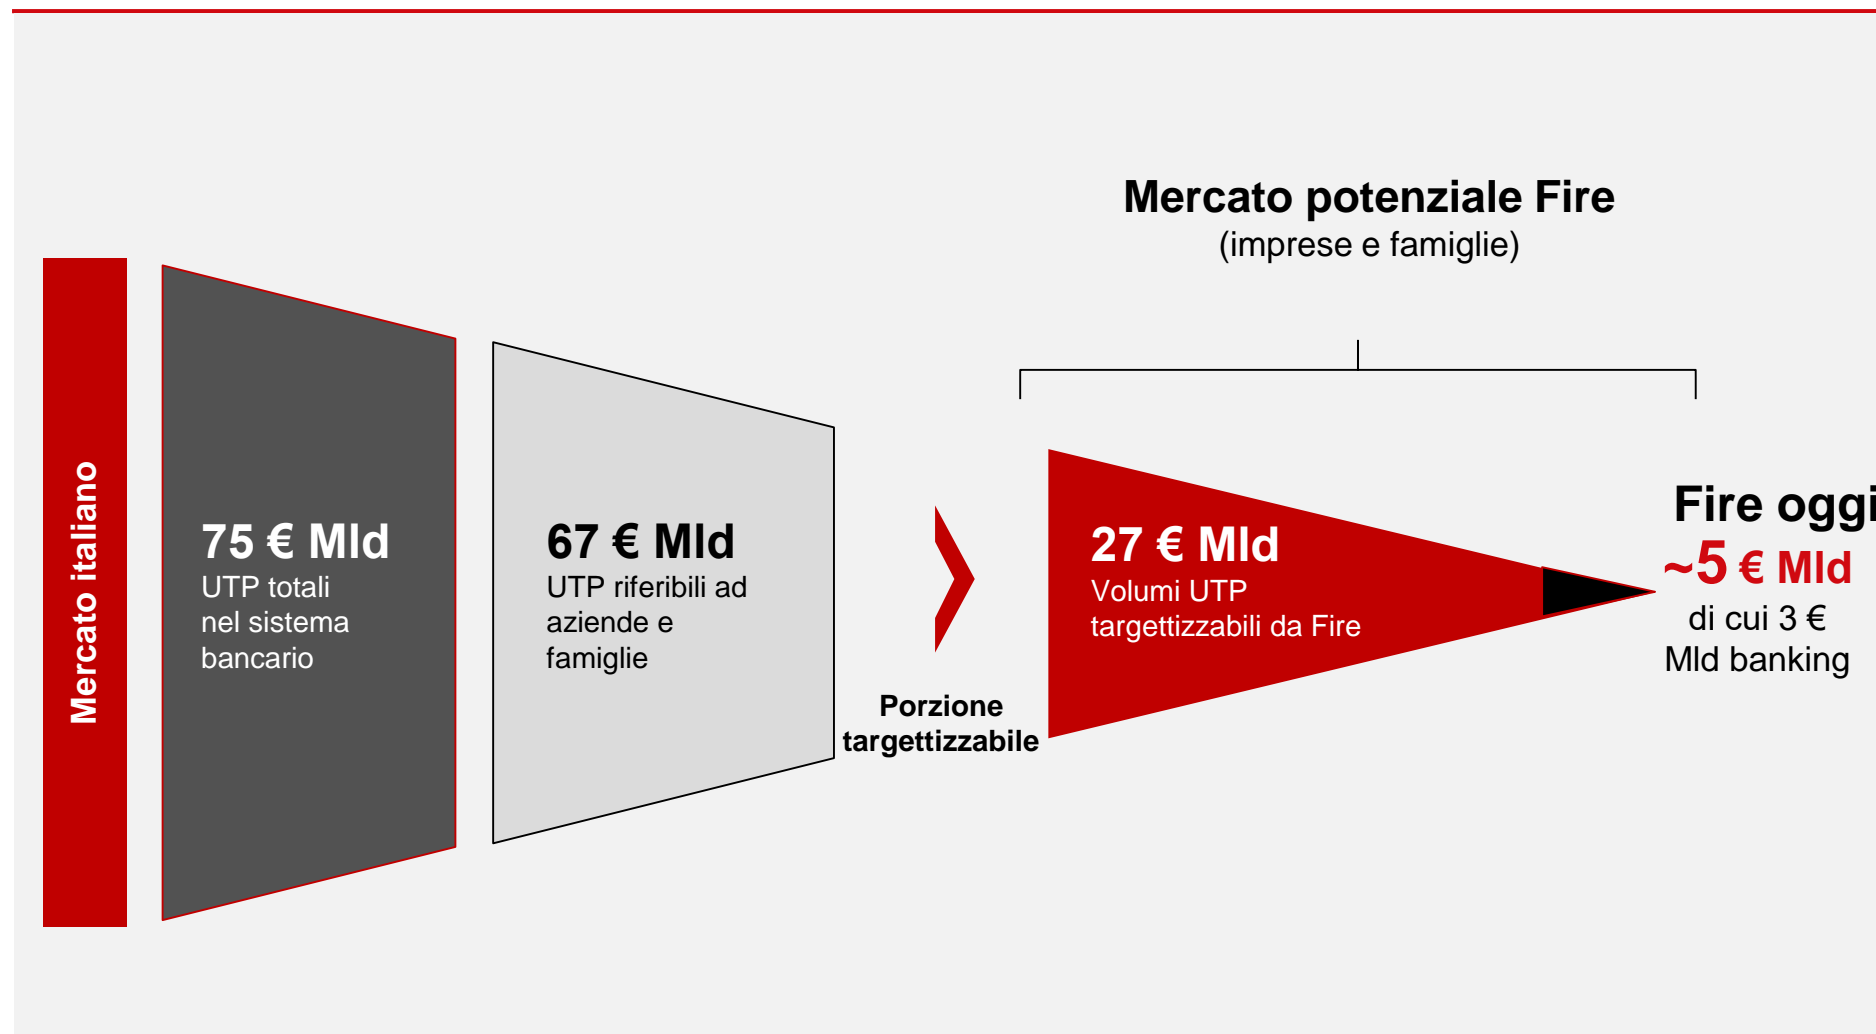 Mercato potenziale Fire
(imprese e famiglie)
Mercato italiano
75 € Mld
UTP totali
nel sistema
bancario
67 € Mld
UTP riferibili ad
aziende e
famiglie
Porzione
targettizzabile
27 € Mld
Volumi UTP
targettizzabili da Fire
Fire oggi
~5 € Mld
di cui 3 €
Mld banking